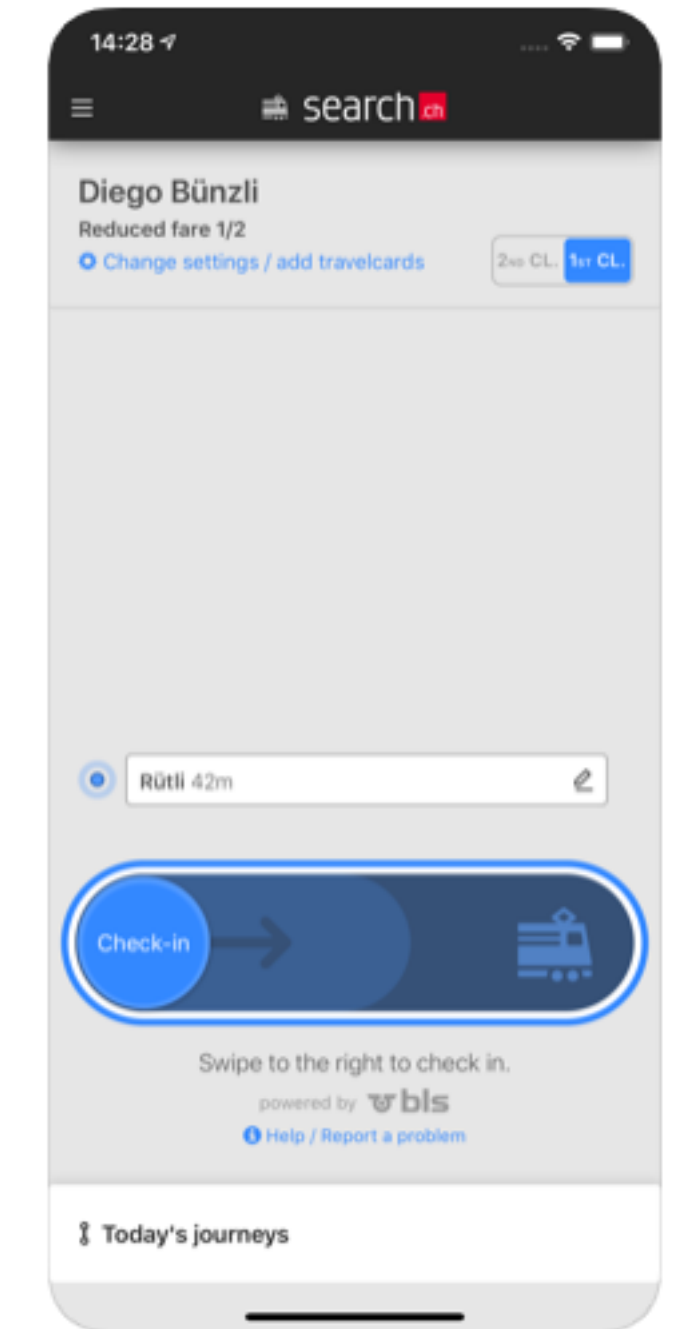 14:28
search.ch
Diego Bünzli
Reduced fare 1/2
Change settings / add travelcards
2ND CL. 1ST CL.
Rütli 42m
Check-in
Swipe to the right to check in.
powered by bls
Help / Report a problem
Today's journeys